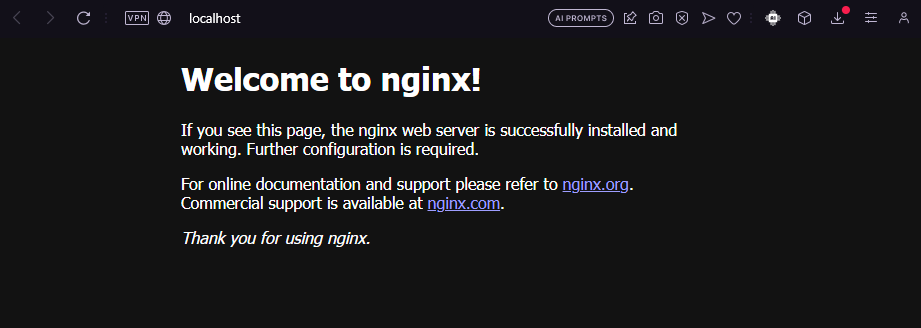 VPN localhost AI PROMPTS AI
Welcome to nginx!
If you see this page, the nginx web server is successfully installed and
working. Further configuration is required.
For online documentation and support please refer to nginx.org.
Commercial support is available at nginx.com.
Thank you for using nginx.